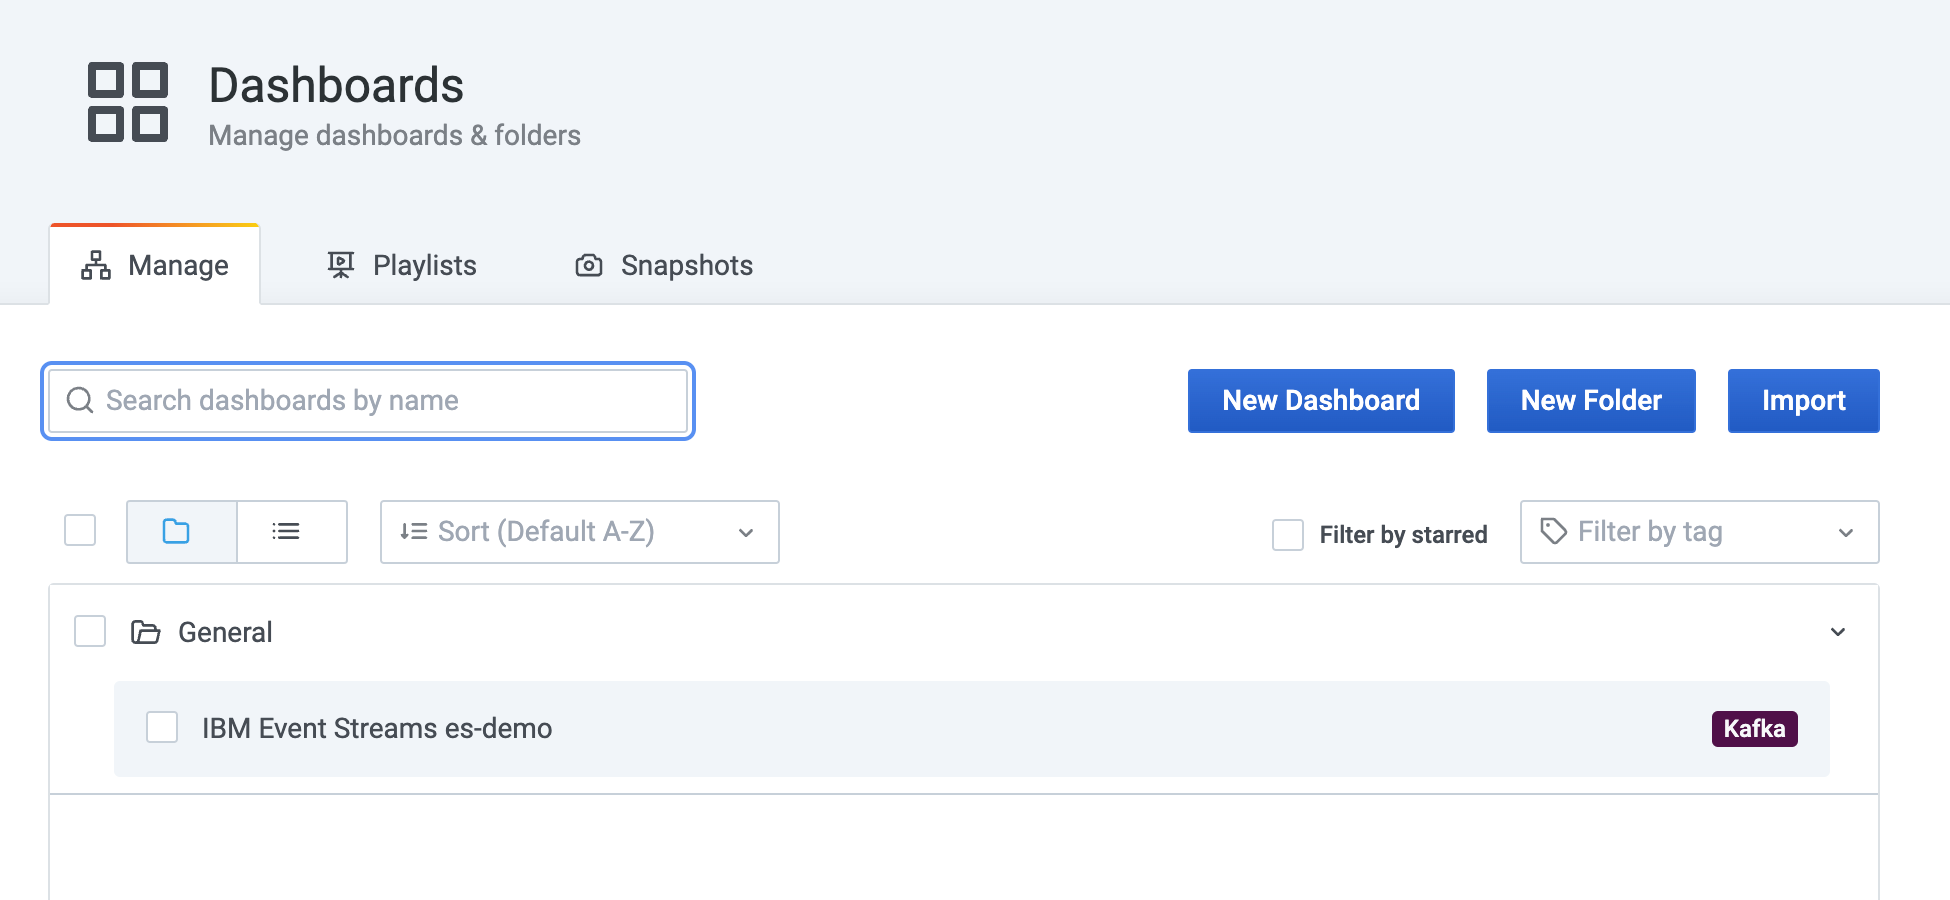 Dashboards
Manage dashboards & folders
Manage
Playlists
Snapshots
Search dashboards by name
New Dashboard
New Folder
Import
Sort (Default A-Z)
Filter by starred
Filter by tag
General
IBM Event Streams es-demo
Kafka